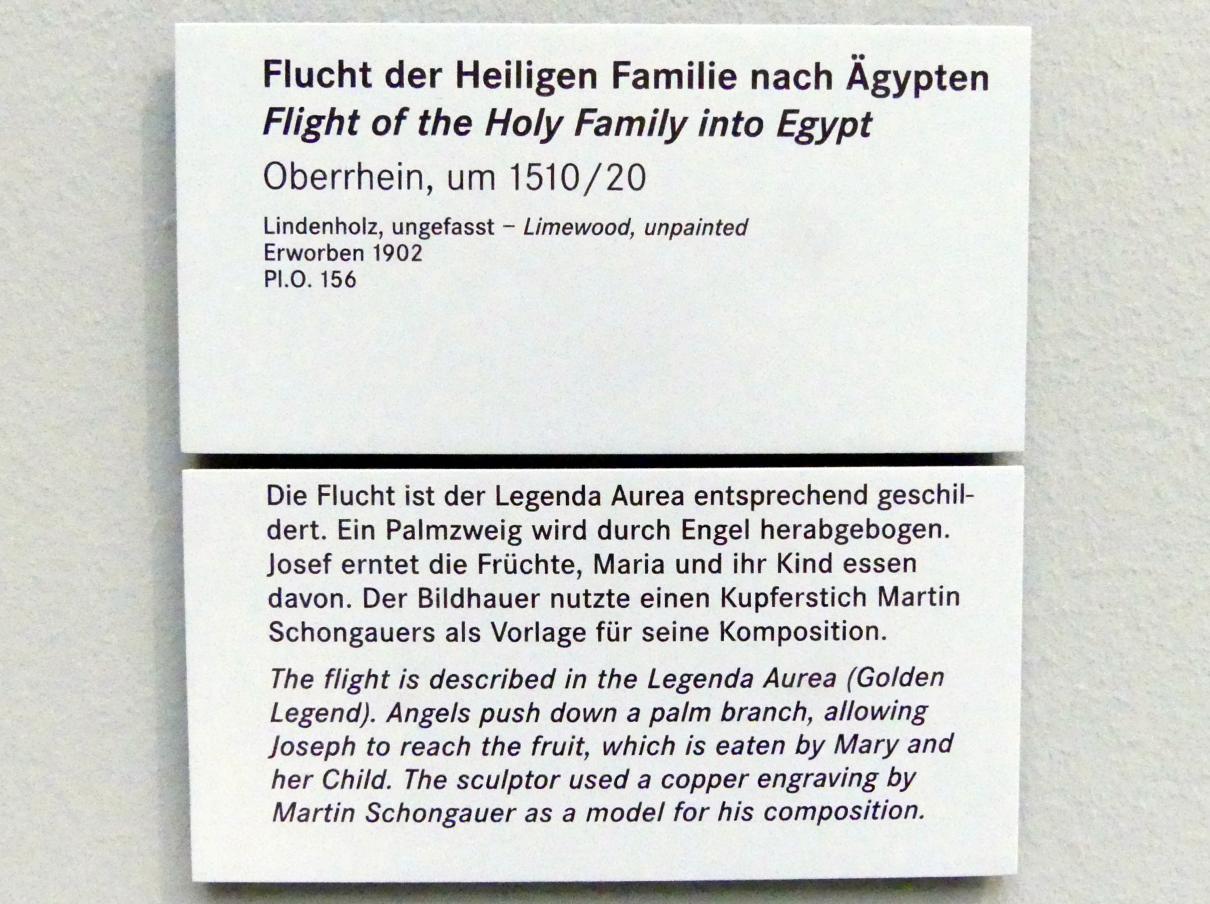 Flucht der Heiligen Familie nach Ägypten
Flight of the Holy Family into Egypt
Oberrhein, um 1510/20
Lindenholz, ungefasst – Limewood, unpainted
Erworben 1902
Pl.O. 156
Die Flucht ist der Legenda Aurea entsprechend geschil-
dert. Ein Palmzweig wird durch Engel herabgebogen.
Josef erntet die Früchte, Maria und ihr Kind essen
davon. Der Bildhauer nutzte einen Kupferstich Martin
Schongauers als Vorlage für seine Komposition.
The flight is described in the Legenda Aurea (Golden
Legend). Angels push down a palm branch, allowing
Joseph to reach the fruit, which is eaten by Mary and
her Child. The sculptor used a copper engraving by
Martin Schongauer as a model for his composition.